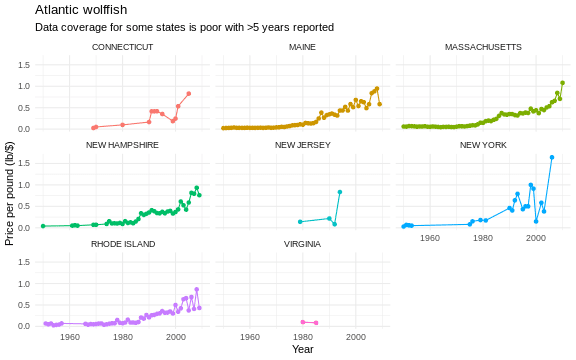 Atlantic wolffish
Data coverage for some states is poor with >5 years reported
CONNECTICUT
MAINE
MASSACHUSETTS
1.5
1.0
0.5
0.0
NEW HAMPSHIRE
NEW JERSEY
NEW YORK
1.5
1.0
0.5
0.0
1960
1980
2000
RHODE ISLAND
VIRGINIA
1.5
1.0
0.5
0.0
1960
1980
2000
1960
1980
2000
Year
Price per pound (lb/$)